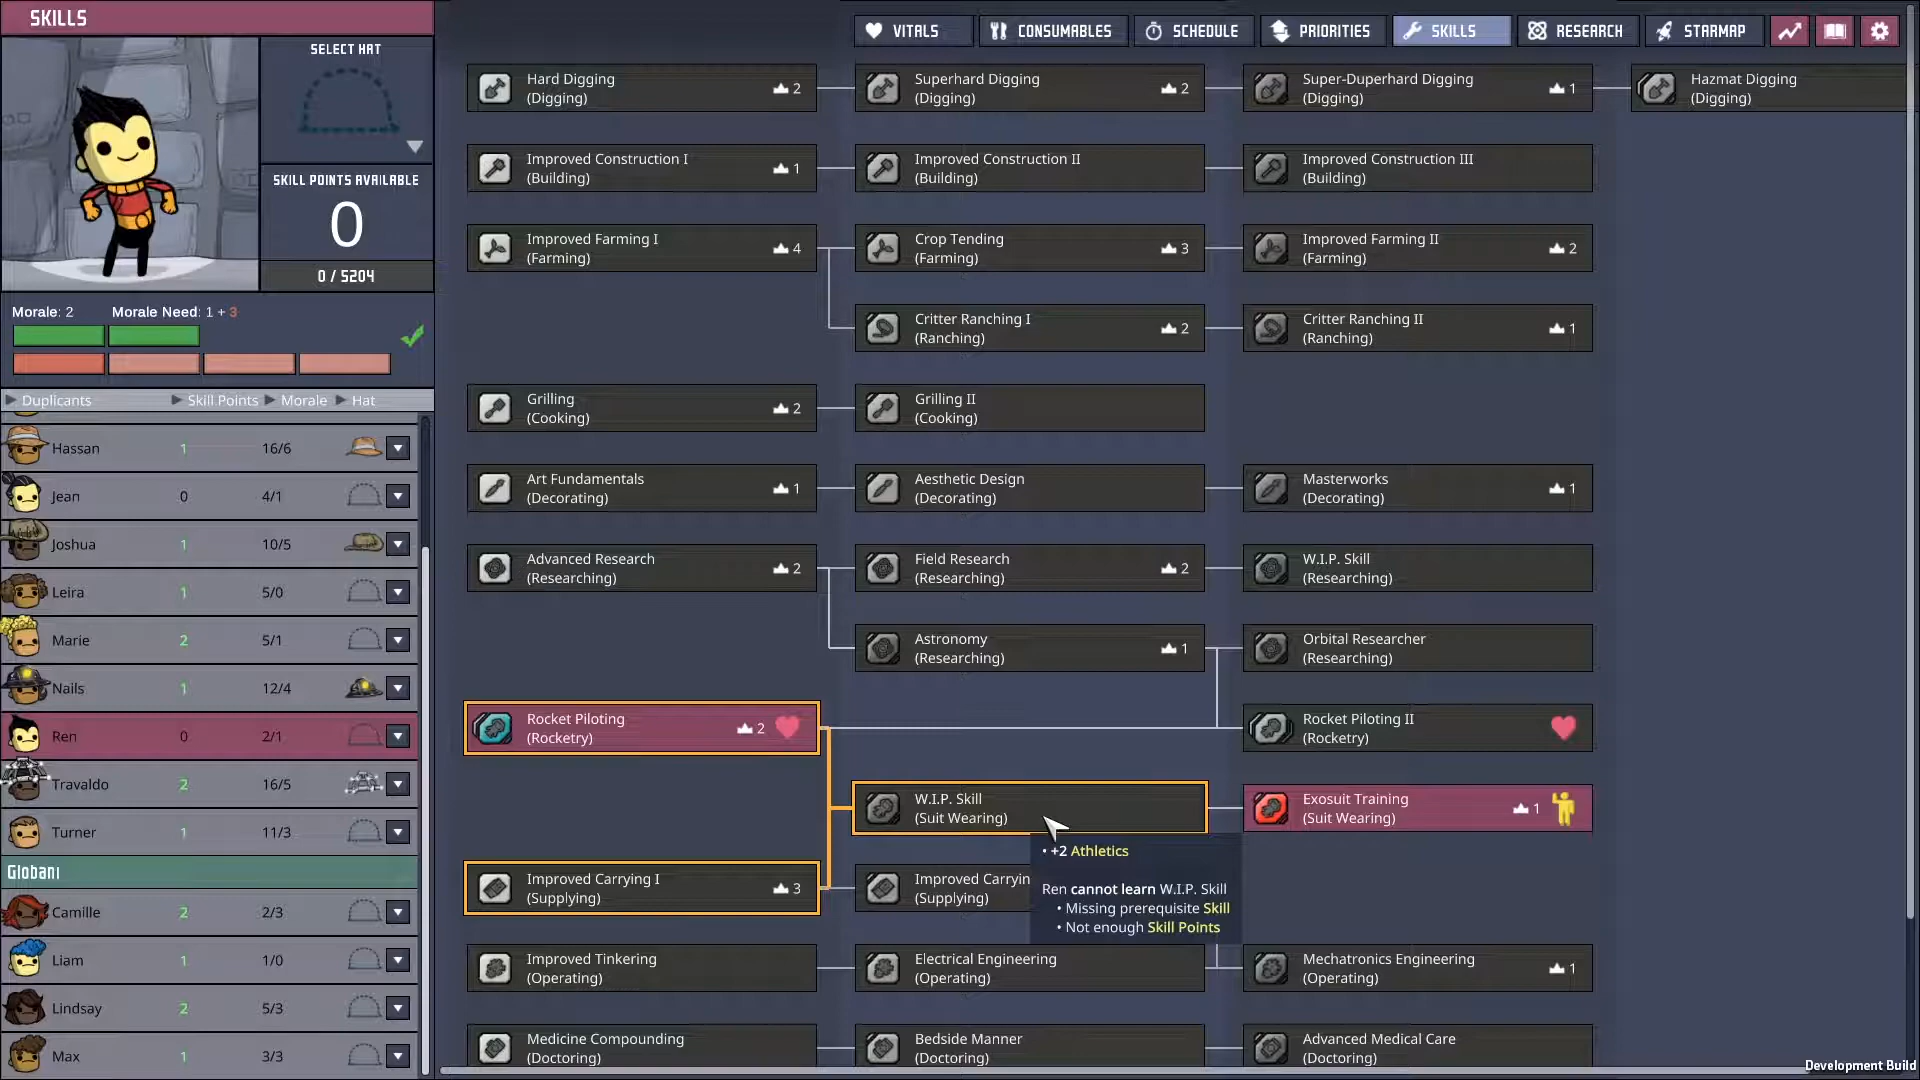 SKILLS
VITALS
CONSUMABLES
SCHEDULE
PRIORITIES
SKILLS
RESEARCH
STARMAP
SELECT HAT
SKILL POINTS AVAILABLE
0
0 / 5204
Morale: 2
Morale Need: 1 + 3
Duplicants
Skill Points
Morale
Hat
Hassan 1 16/6
Jean 0 4/1
Joshua 1 10/5
Leira 1 5/0
Marie 2 5/1
Nails 1 12/4
Ren 0 2/1
Travaldo 2 16/5
Turner 1 11/3
Globani
Camille 2 2/3
Liam 1 1/0
Lindsay 2 5/3
Max 1 3/3
Hard Digging
(Digging)
2
Superhard Digging
(Digging)
2
Super-Duperhard Digging
(Digging)
1
Hazmat Digging
(Digging)
Improved Construction I
(Building)
1
Improved Construction II
(Building)
Improved Construction III
(Building)
Improved Farming I
(Farming)
4
Crop Tending
(Farming)
3
Improved Farming II
(Farming)
2
Critter Ranching I
(Ranching)
2
Critter Ranching II
(Ranching)
1
Grilling
(Cooking)
2
Grilling II
(Cooking)
Art Fundamentals
(Decorating)
1
Aesthetic Design
(Decorating)
Masterworks
(Decorating)
1
Advanced Research
(Researching)
2
Field Research
(Researching)
2
W.I.P. Skill
(Researching)
Astronomy
(Researching)
1
Orbital Researcher
(Researching)
Rocket Piloting
(Rocketry)
2
Rocket Piloting II
(Rocketry)
W.I.P. Skill
(Suit Wearing)
Exosuit Training
(Suit Wearing)
1
• +2 Athletics
Ren cannot learn W.I.P. Skill
• Missing prerequisite Skill
• Not enough Skill Points
Improved Carrying I
(Supplying)
3
Improved Carryin
(Supplying)
Improved Tinkering
(Operating)
Electrical Engineering
(Operating)
Mechatronics Engineering
(Operating)
1
Medicine Compounding
(Doctoring)
Bedside Manner
(Doctoring)
Advanced Medical Care
(Doctoring)
Development Build